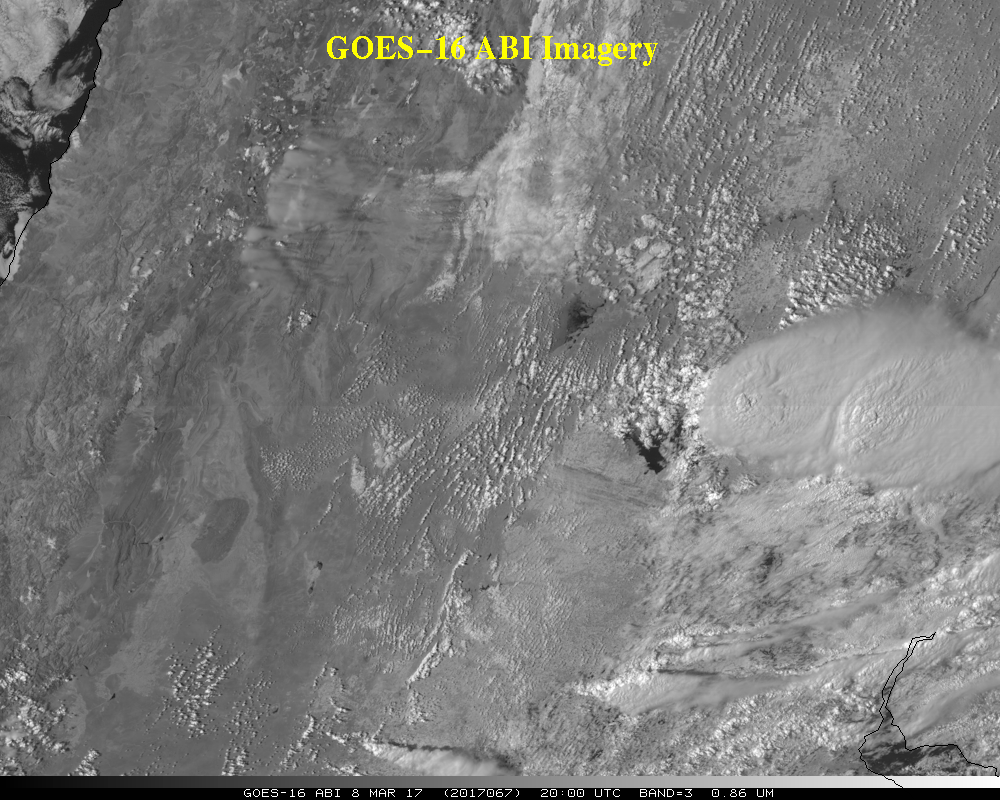 GOES-16 ABI Imagery
GOES-16 ABI 8 MAR 17 (2017067) 20:00 UTC BAND=3 0.86 UM